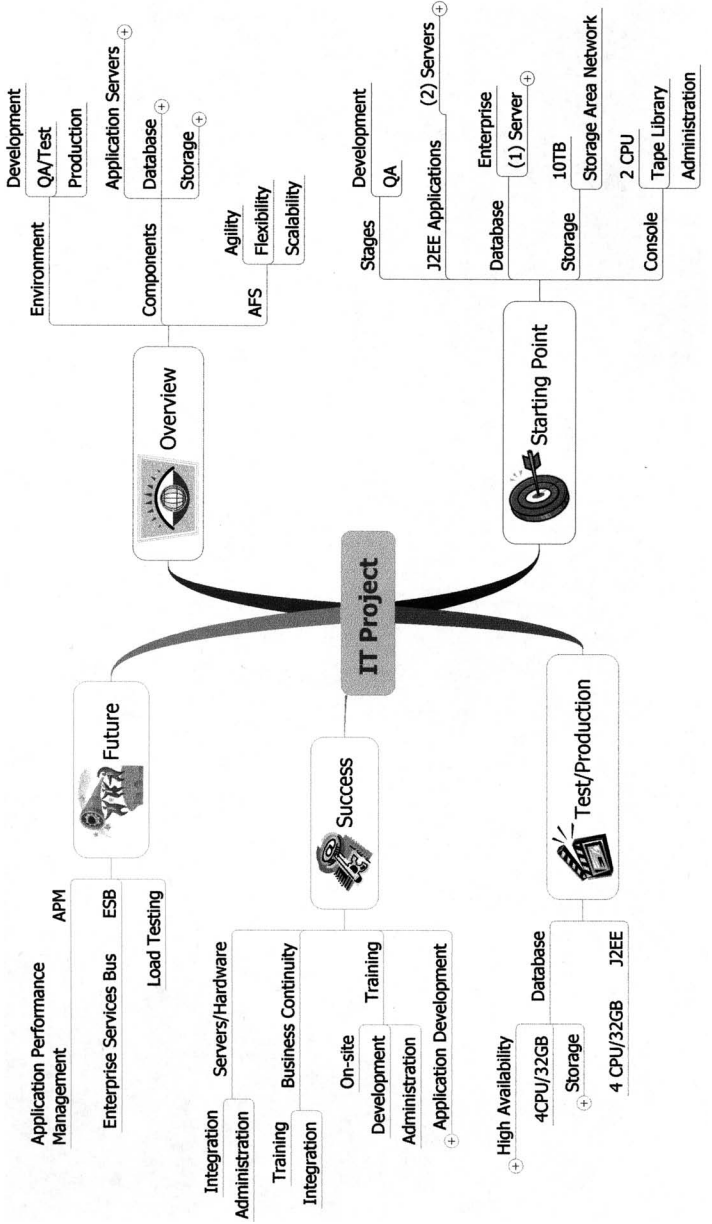 IT Project
Overview
Environment
Development
QA/Test
Production
Components
Application Servers
Database
Storage
AFS
Agility
Flexibility
Scalability
Starting Point
Stages
Development
QA
J2EE Applications
(2) Servers
Database
Enterprise
(1) Server
Storage
10TB
Storage Area Network
Console
2 CPU
Tape Library
Administration
Future
APM
Application Performance
Management
ESB
Enterprise Services Bus
Load Testing
Success
Servers/Hardware
Integration
Administration
Business Continuity
Training
Integration
Training
On-site
Development
Administration
Application Development
Test/Production
Database
High Availability
4CPU/32GB
Storage
J2EE
4 CPU/32GB